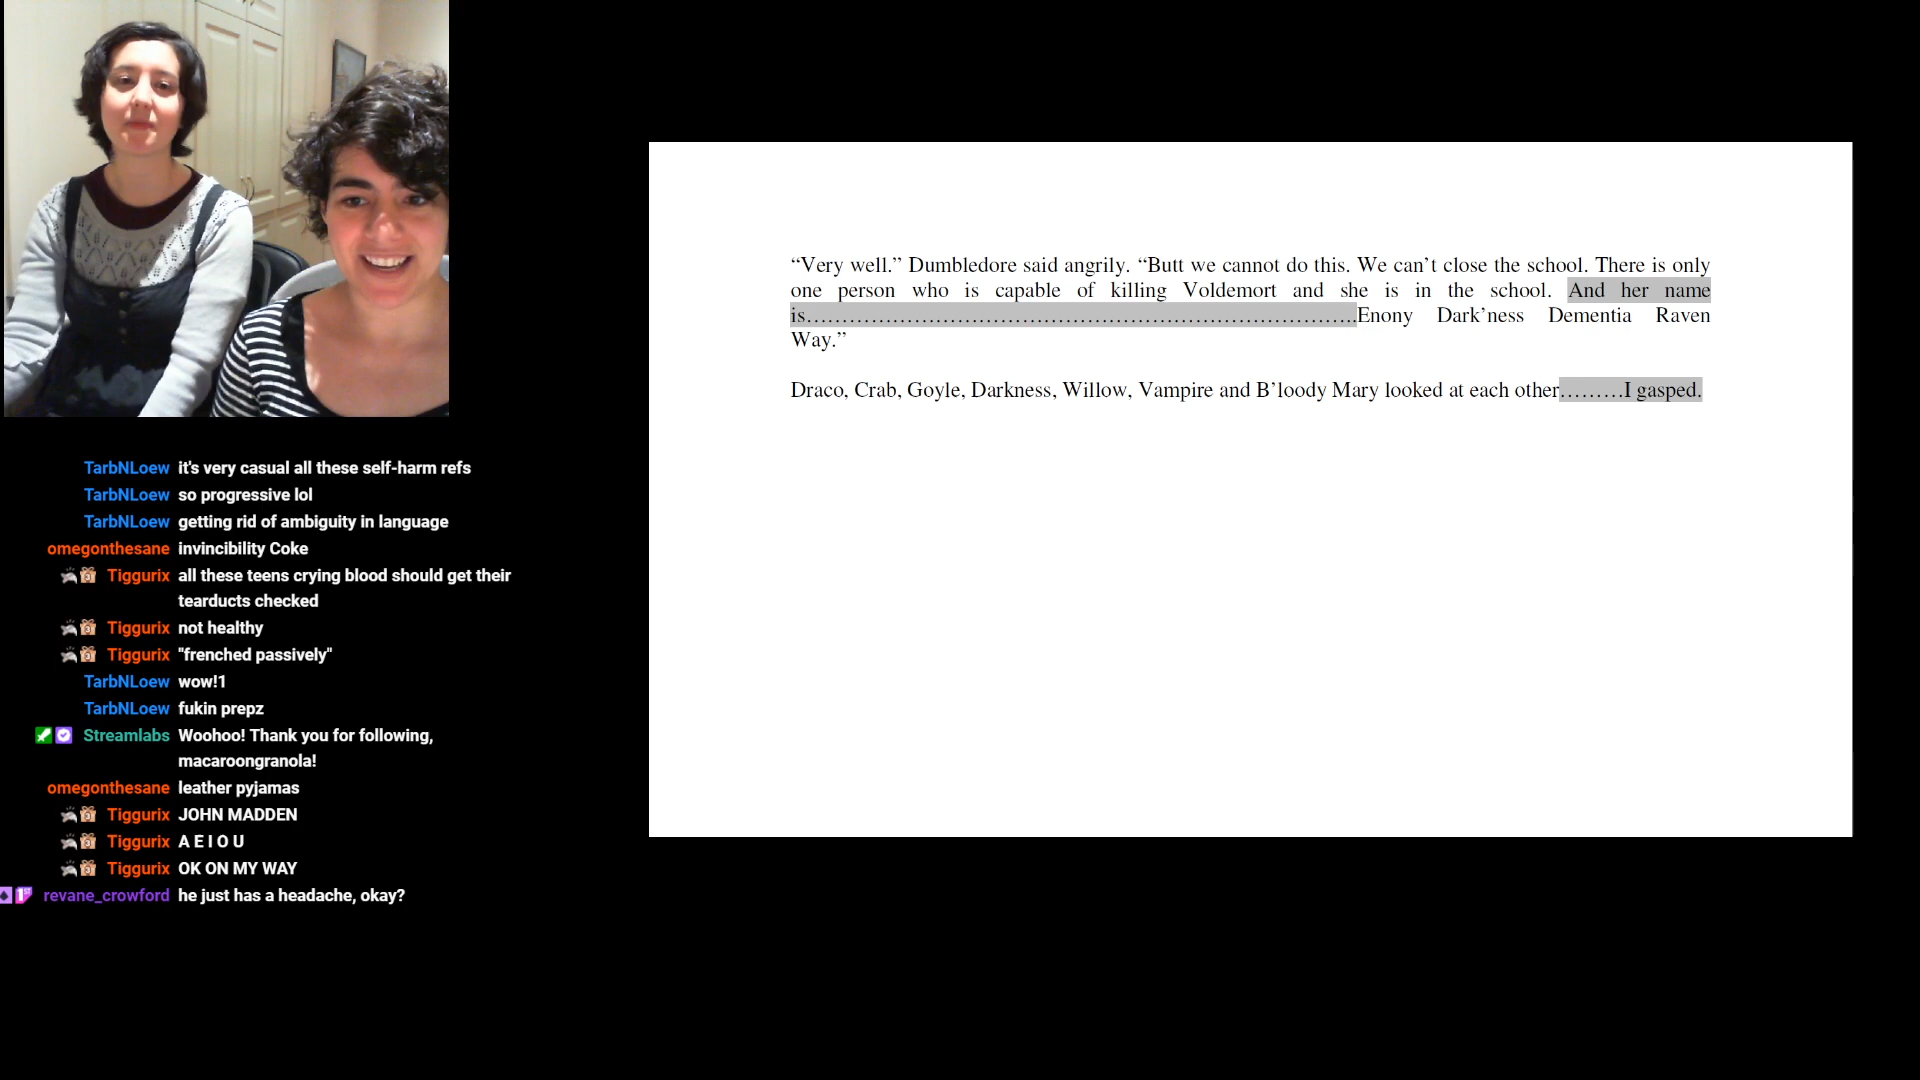 TarbNLoew it's very casual all these self-harm refs
TarbNLoew so progressive lol
TarbNLoew getting rid of ambiguity in language
omegonthesane invincibility Coke
Tiggurix all these teens crying blood should get their
tearducts checked
Tiggurix not healthy
Tiggurix "frenched passively"
TarbNLoew wow!1
TarbNLoew fukin prepz
Streamlabs Woohoo! Thank you for following,
macaroongranola!
omegonthesane leather pyjamas
Tiggurix JOHN MADDEN
Tiggurix A E I O U
Tiggurix OK ON MY WAY
revane_crowford he just has a headache, okay?
“Very well.” Dumbledore said angrily. “Butt we cannot do this. We can’t close the school. There is only
one person who is capable of killing Voldemort and she is in the school. And her name
is…………………………………………………………………….Enony Dark’ness Dementia Raven
Way.”
Draco, Crab, Goyle, Darkness, Willow, Vampire and B’loody Mary looked at each other………I gasped.